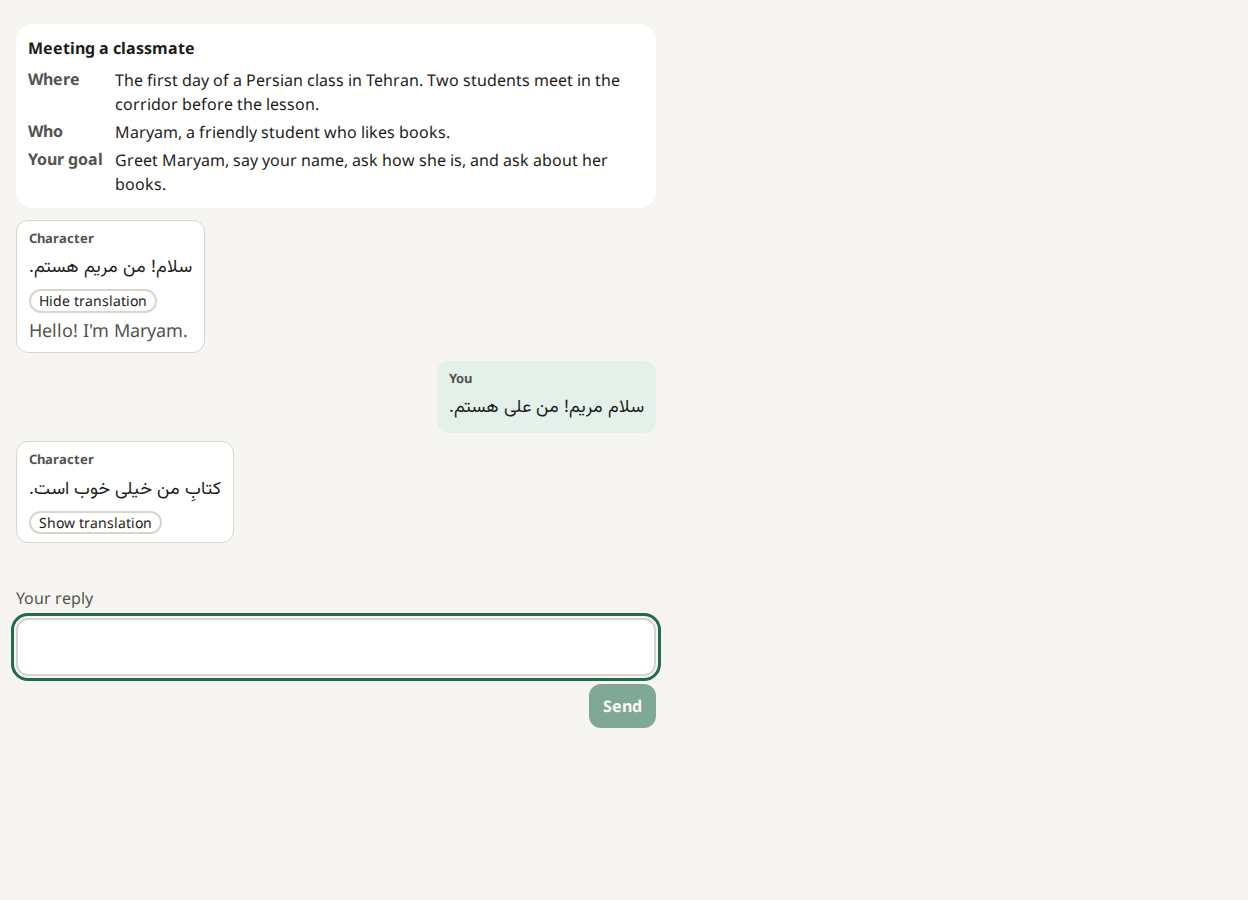 Meeting a classmate
Where
The first day of a Persian class in Tehran. Two students meet in the
corridor before the lesson.
Who
Maryam, a friendly student who likes books.
Your goal
Greet Maryam, say your name, ask how she is, and ask about her
books.
Character
سلام! من مریم هستم.
Hide translation
Hello! I'm Maryam.
You
سلام مریم! من علی هستم.
Character
کتابِ من خیلی خوب است.
Show translation
Your reply
Send